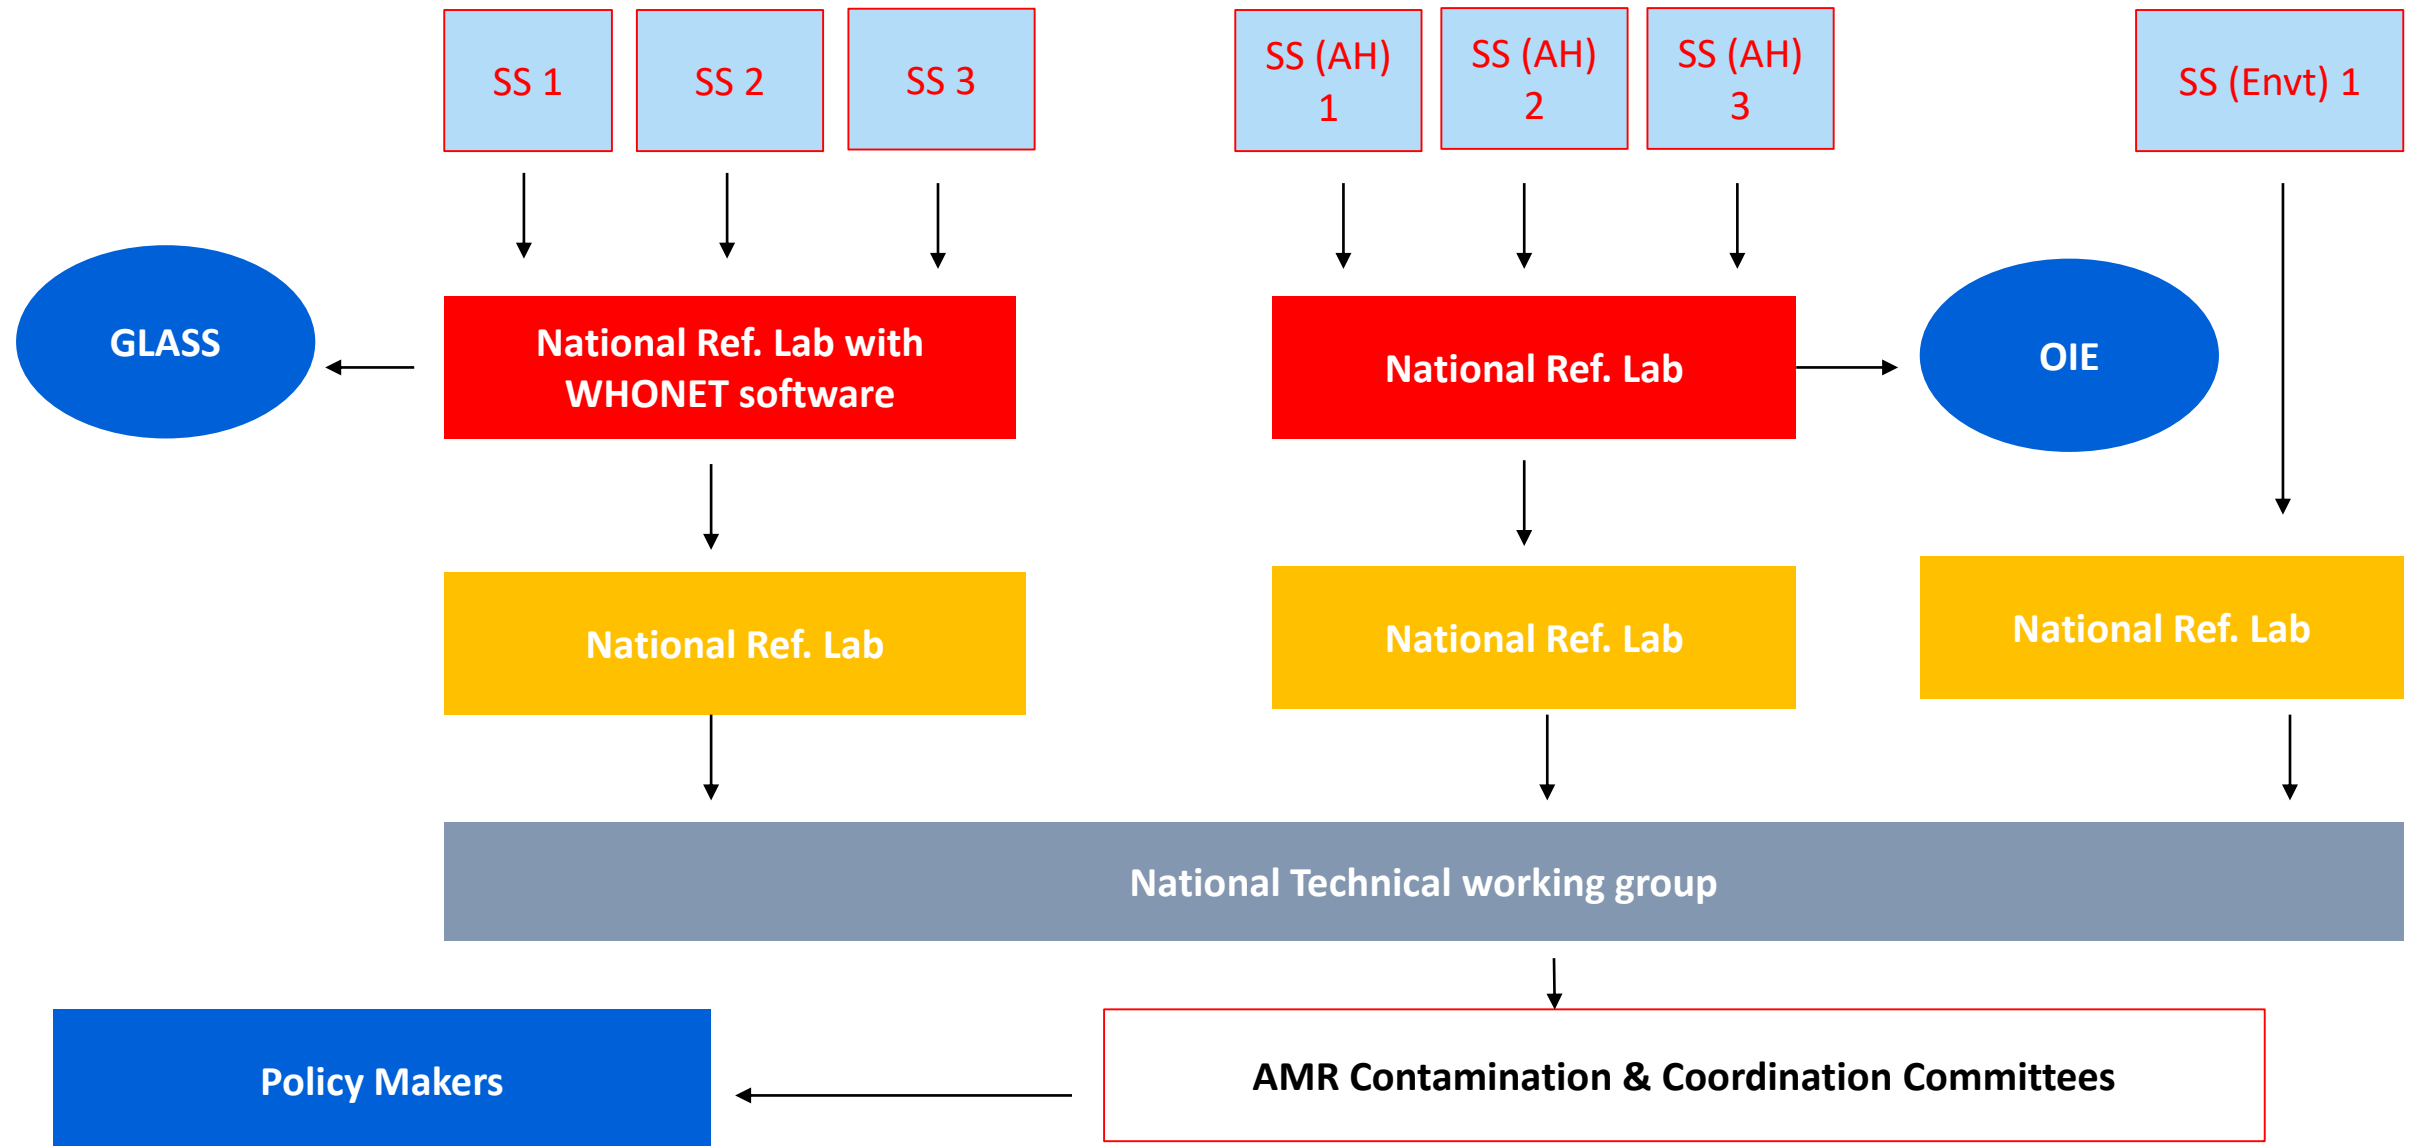 SS 1
SS 2
SS 3
SS (AH)
1
SS (AH)
2
SS (AH)
3
SS (Envt) 1
GLASS
National Ref. Lab with
WHONET software
National Ref. Lab
OIE
National Ref. Lab
National Ref. Lab
National Ref. Lab
National Technical working group
Policy Makers
AMR Contamination & Coordination Committees